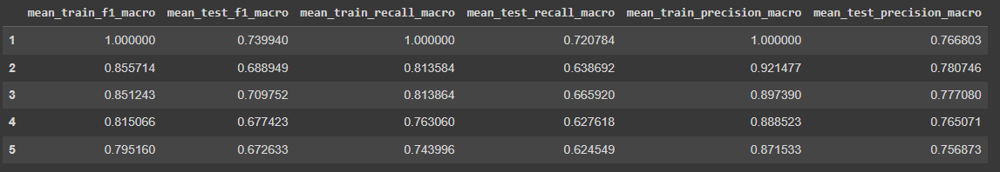 mean_train_f1_macro mean_test_f1_macro mean_train_recall_macro mean_test_recall_macro mean_train_precision_macro mean_test_precision_macro
1 1.000000 0.739940 1.000000 0.720784 1.000000 0.766803
2 0.855714 0.688949 0.813584 0.638692 0.921477 0.780746
3 0.851243 0.709752 0.813864 0.665920 0.897390 0.777080
4 0.815066 0.677423 0.763060 0.627618 0.888523 0.765071
5 0.795160 0.672633 0.743996 0.624549 0.871533 0.756873